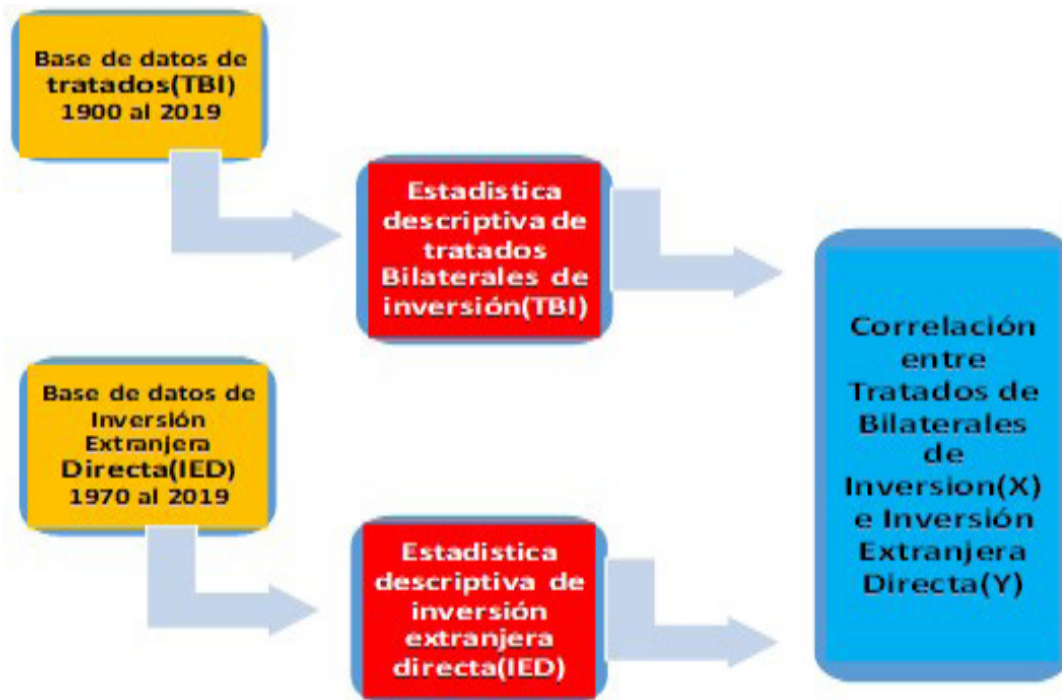 Base de datos de
tratados(TBI)
1900 al 2019
Estadistica
descriptiva de
tratados
Bilaterales de
inversión(TBI)
Base de datos de
Inversión
Extranjera
Directa(IED)
1970 al 2019
Estadistica
descriptiva de
inversión
extranjera
directa(IED)
Correlación
entre
Tratados de
Bilaterales
de
Inversion(X)
e Inversión
Extranjera
Directa(Y)